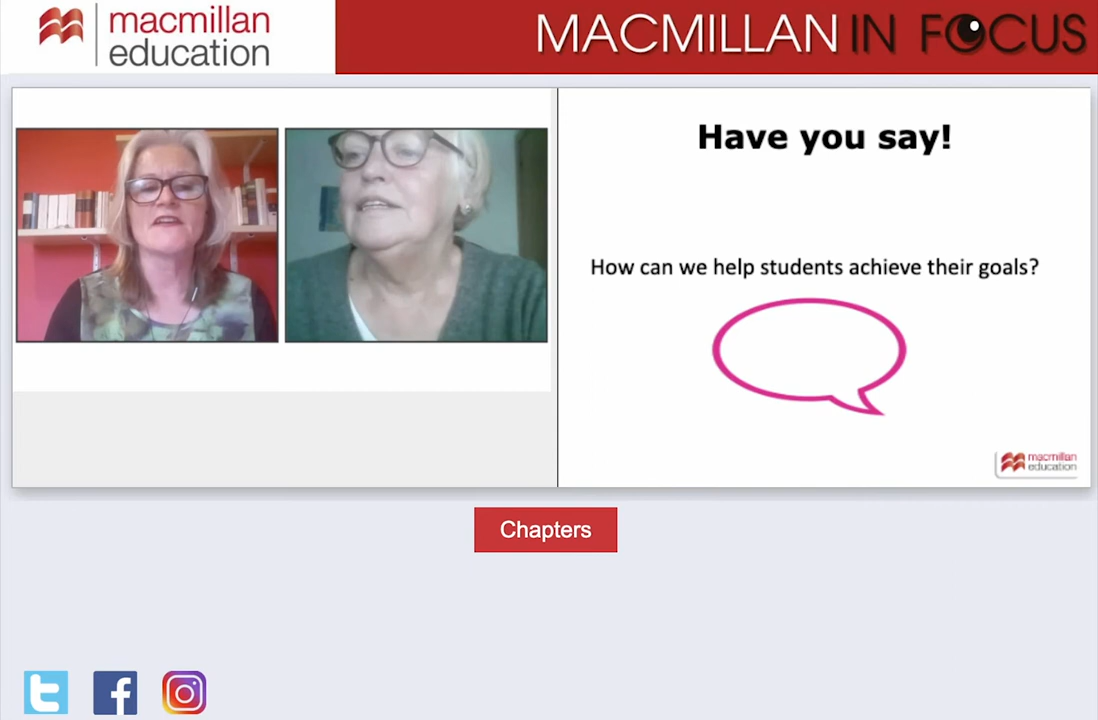 macmillan
education
MACMILLAN IN FOCUS
Have you say!
How can we help students achieve their goals?
macmillan
education
Chapters